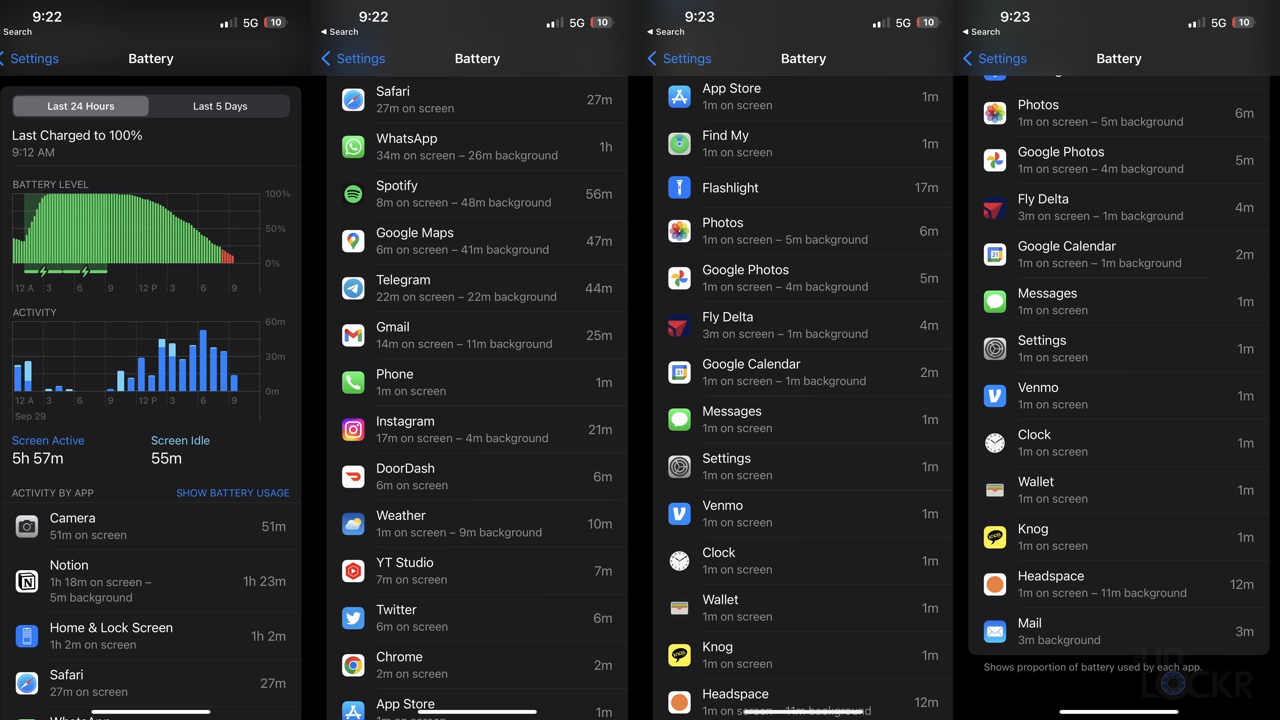 9:22
5G 10
Search
Settings
Battery
Last 24 Hours
Last 5 Days
Last Charged to 100%
9:12 AM
BATTERY LEVEL
100%
50%
0%
12 A 3 6 9 12 P 3 6 9
ACTIVITY
60m
30m
0m
12 A 3 6 9 12 P 3 6 9
Sep 29
Screen Active
Screen Idle
5h 57m
55m
ACTIVITY BY APP
SHOW BATTERY USAGE
Camera
51m on screen
51m
Notion
1h 18m on screen –
5m background
1h 23m
Home & Lock Screen
1h 2m on screen
1h 2m
Safari
27m on screen
27m
WhatsApp
9:22
5G 10
Search
Settings
Battery
Safari
27m on screen
27m
WhatsApp
34m on screen – 26m background
1h
Spotify
8m on screen – 48m background
56m
Google Maps
6m on screen – 41m background
47m
Telegram
22m on screen – 22m background
44m
Gmail
14m on screen – 11m background
25m
Phone
1m on screen
1m
Instagram
17m on screen – 4m background
21m
DoorDash
6m on screen
6m
Weather
1m on screen – 9m background
10m
YT Studio
7m on screen
7m
Twitter
6m on screen
6m
Chrome
2m on screen
2m
App Store
1m on screen
1m
9:23
5G 10
Search
Settings
Battery
App Store
1m on screen
1m
Find My
1m on screen
1m
Flashlight
17m
Photos
1m on screen – 5m background
6m
Google Photos
1m on screen – 4m background
5m
Fly Delta
3m on screen – 1m background
4m
Google Calendar
1m on screen – 1m background
2m
Messages
1m on screen
1m
Settings
1m on screen
1m
Venmo
1m on screen
1m
Clock
1m on screen
1m
Wallet
1m on screen
1m
Knog
1m on screen
1m
Headspace
1m on screen – 11m background
12m
9:23
5G 10
Search
Settings
Battery
Photos
1m on screen – 5m background
6m
Google Photos
1m on screen – 4m background
5m
Fly Delta
3m on screen – 1m background
4m
Google Calendar
1m on screen – 1m background
2m
Messages
1m on screen
1m
Settings
1m on screen
1m
Venmo
1m on screen
1m
Clock
1m on screen
1m
Wallet
1m on screen
1m
Knog
1m on screen
1m
Headspace
1m on screen – 11m background
12m
Mail
3m background
3m
Shows proportion of battery used by each app.